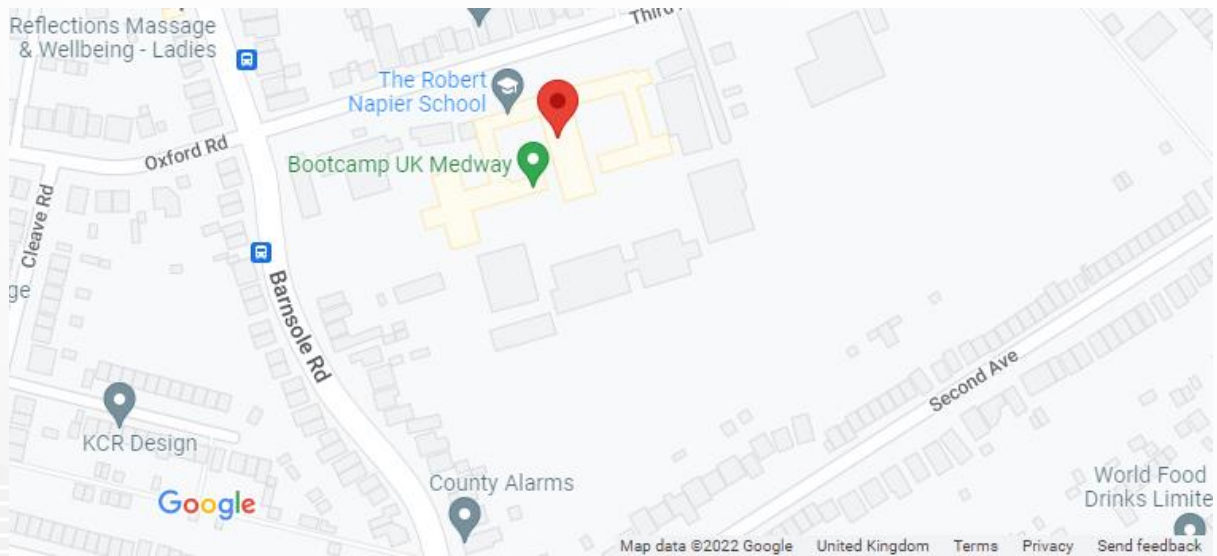 Reflections Massage
& Wellbeing - Ladies
The Robert
Napier School
Bootcamp UK Medway
Oxford Rd
Cleave Rd
Barnsole Rd
Second Ave
KCR Design
County Alarms
World Food
Drinks Limite
Google
Map data ©2022 Google United Kingdom Terms Privacy Send feedback